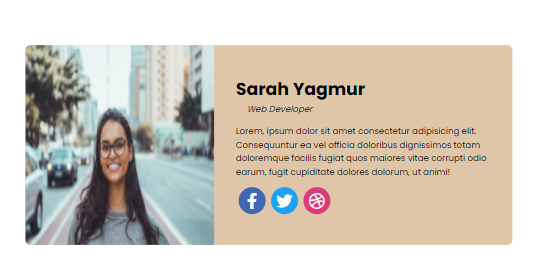 Sarah Yagmur
Web Developer
Lorem, ipsum dolor sit amet consectetur adipisicing elit.
Consequuntur ea vel officia doloribus dignissimos totam
doloremque facilis fugiat quos maiores vitae corrupti odio
earum, fugit cupiditate dolores dolorum, ut animi!